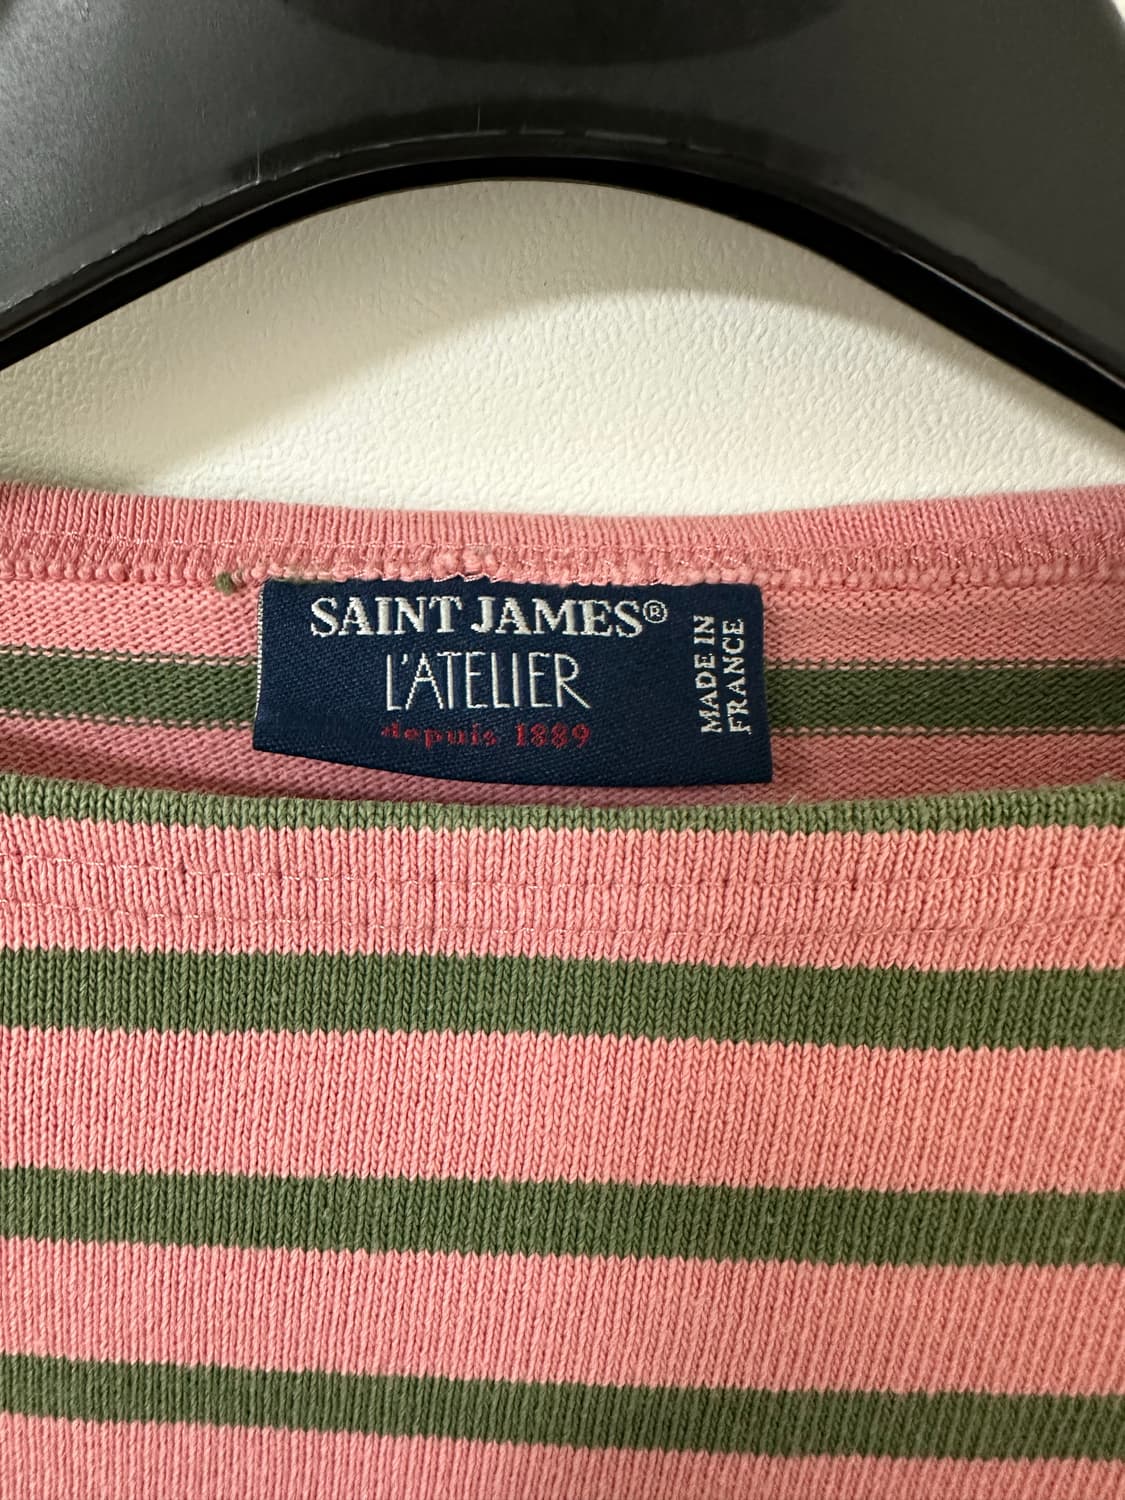 SAINT JAMES®
L'ATELIER
depuis 1889
MADE IN
FRANCE